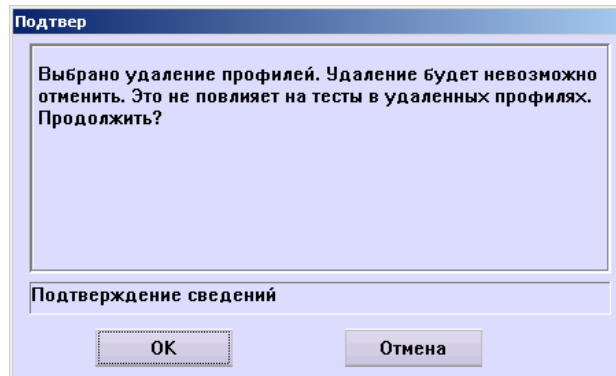 Подтвер
Выбрано удаление профилей. Удаление будет невозможно
отменить. Это не повлияет на тесты в удаленных профилях.
Продолжить?
Подтверждение сведений
OK
Отмена